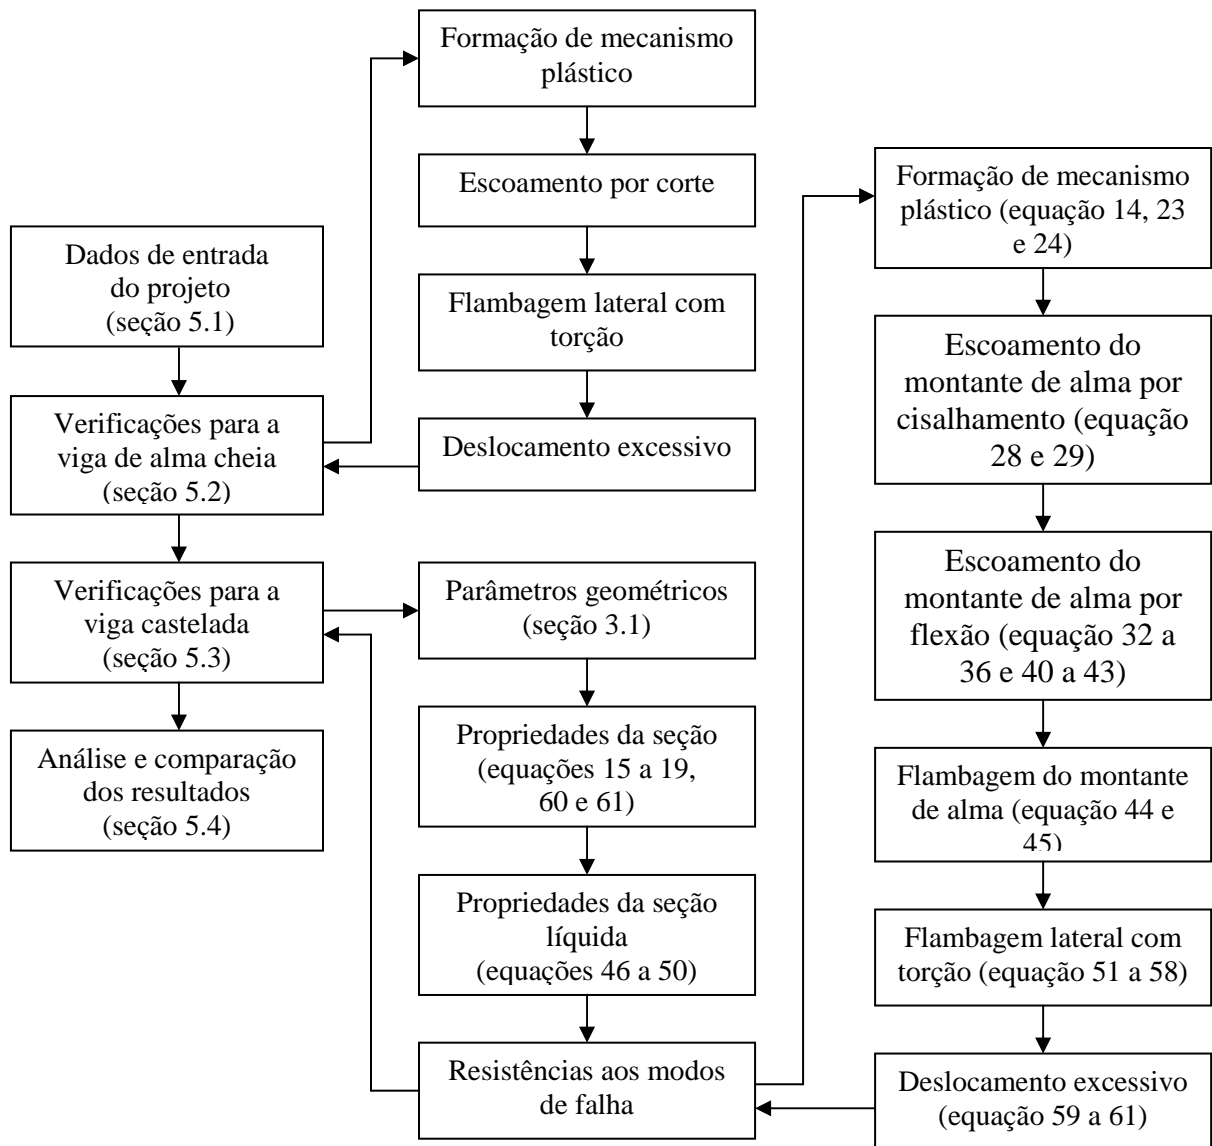 Formação de mecanismo
plástico
Escoamento por corte
Flambagem lateral com
torção
Deslocamento excessivo
Dados de entrada
do projeto
(seção 5.1)
Verificações para a
viga de alma cheia
(seção 5.2)
Verificações para a
viga castelada
(seção 5.3)
Análise e comparação
dos resultados
(seção 5.4)
Parâmetros geométricos
(seção 3.1)
Propriedades da seção
(equações 15 a 19,
60 e 61)
Propriedades da seção
líquida
(equações 46 a 50)
Resistências aos modos
de falha
Formação de mecanismo
plástico (equação 14, 23
e 24)
Escoamento do
montante de alma por
cisalhamento (equação
28 e 29)
Escoamento do
montante de alma por
flexão (equação 32 a
36 e 40 a 43)
Flambagem do montante
de alma (equação 44 e
45)
Flambagem lateral com
torção (equação 51 a 58)
Deslocamento excessivo
(equação 59 a 61)